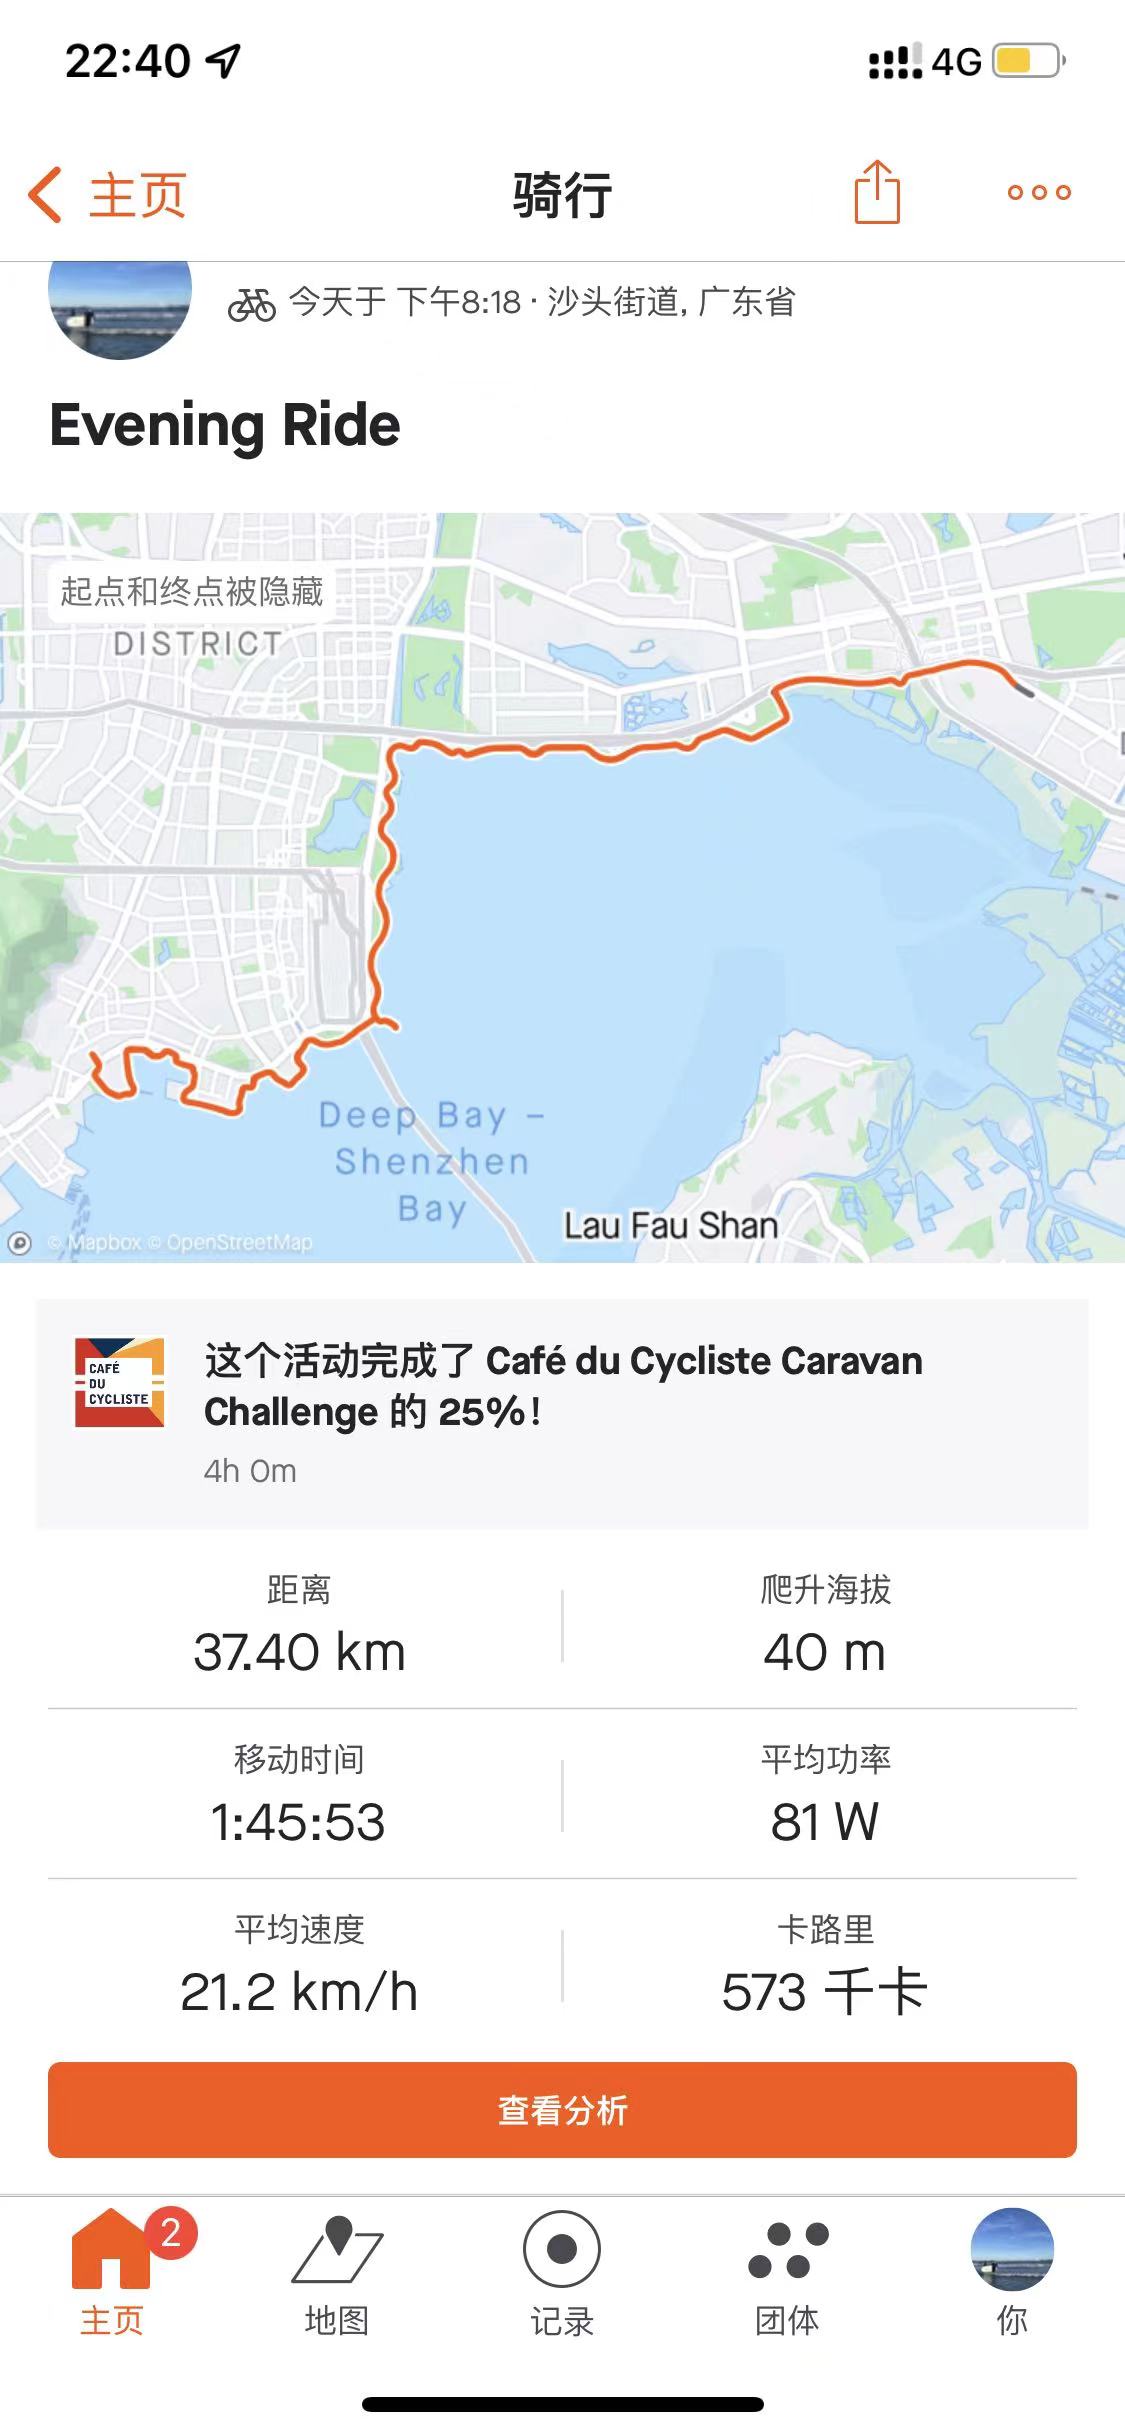 22:40
4G
主页
骑行
今天于 下午8:18 · 沙头街道, 广东省
Evening Ride
起点和终点被隐藏
DISTRICT
Deep Bay –
Shenzhen
Bay
Lau Fau Shan
© Mapbox © OpenStreetMap
CAFÉ
DU
CYCLISTE
这个活动完成了 Café du Cycliste Caravan
Challenge 的 25%!
4h 0m
距离
37.40 km
爬升海拔
40 m
移动时间
1:45:53
平均功率
81 W
平均速度
21.2 km/h
卡路里
573 千卡
查看分析
2
主页
地图
记录
团体
你